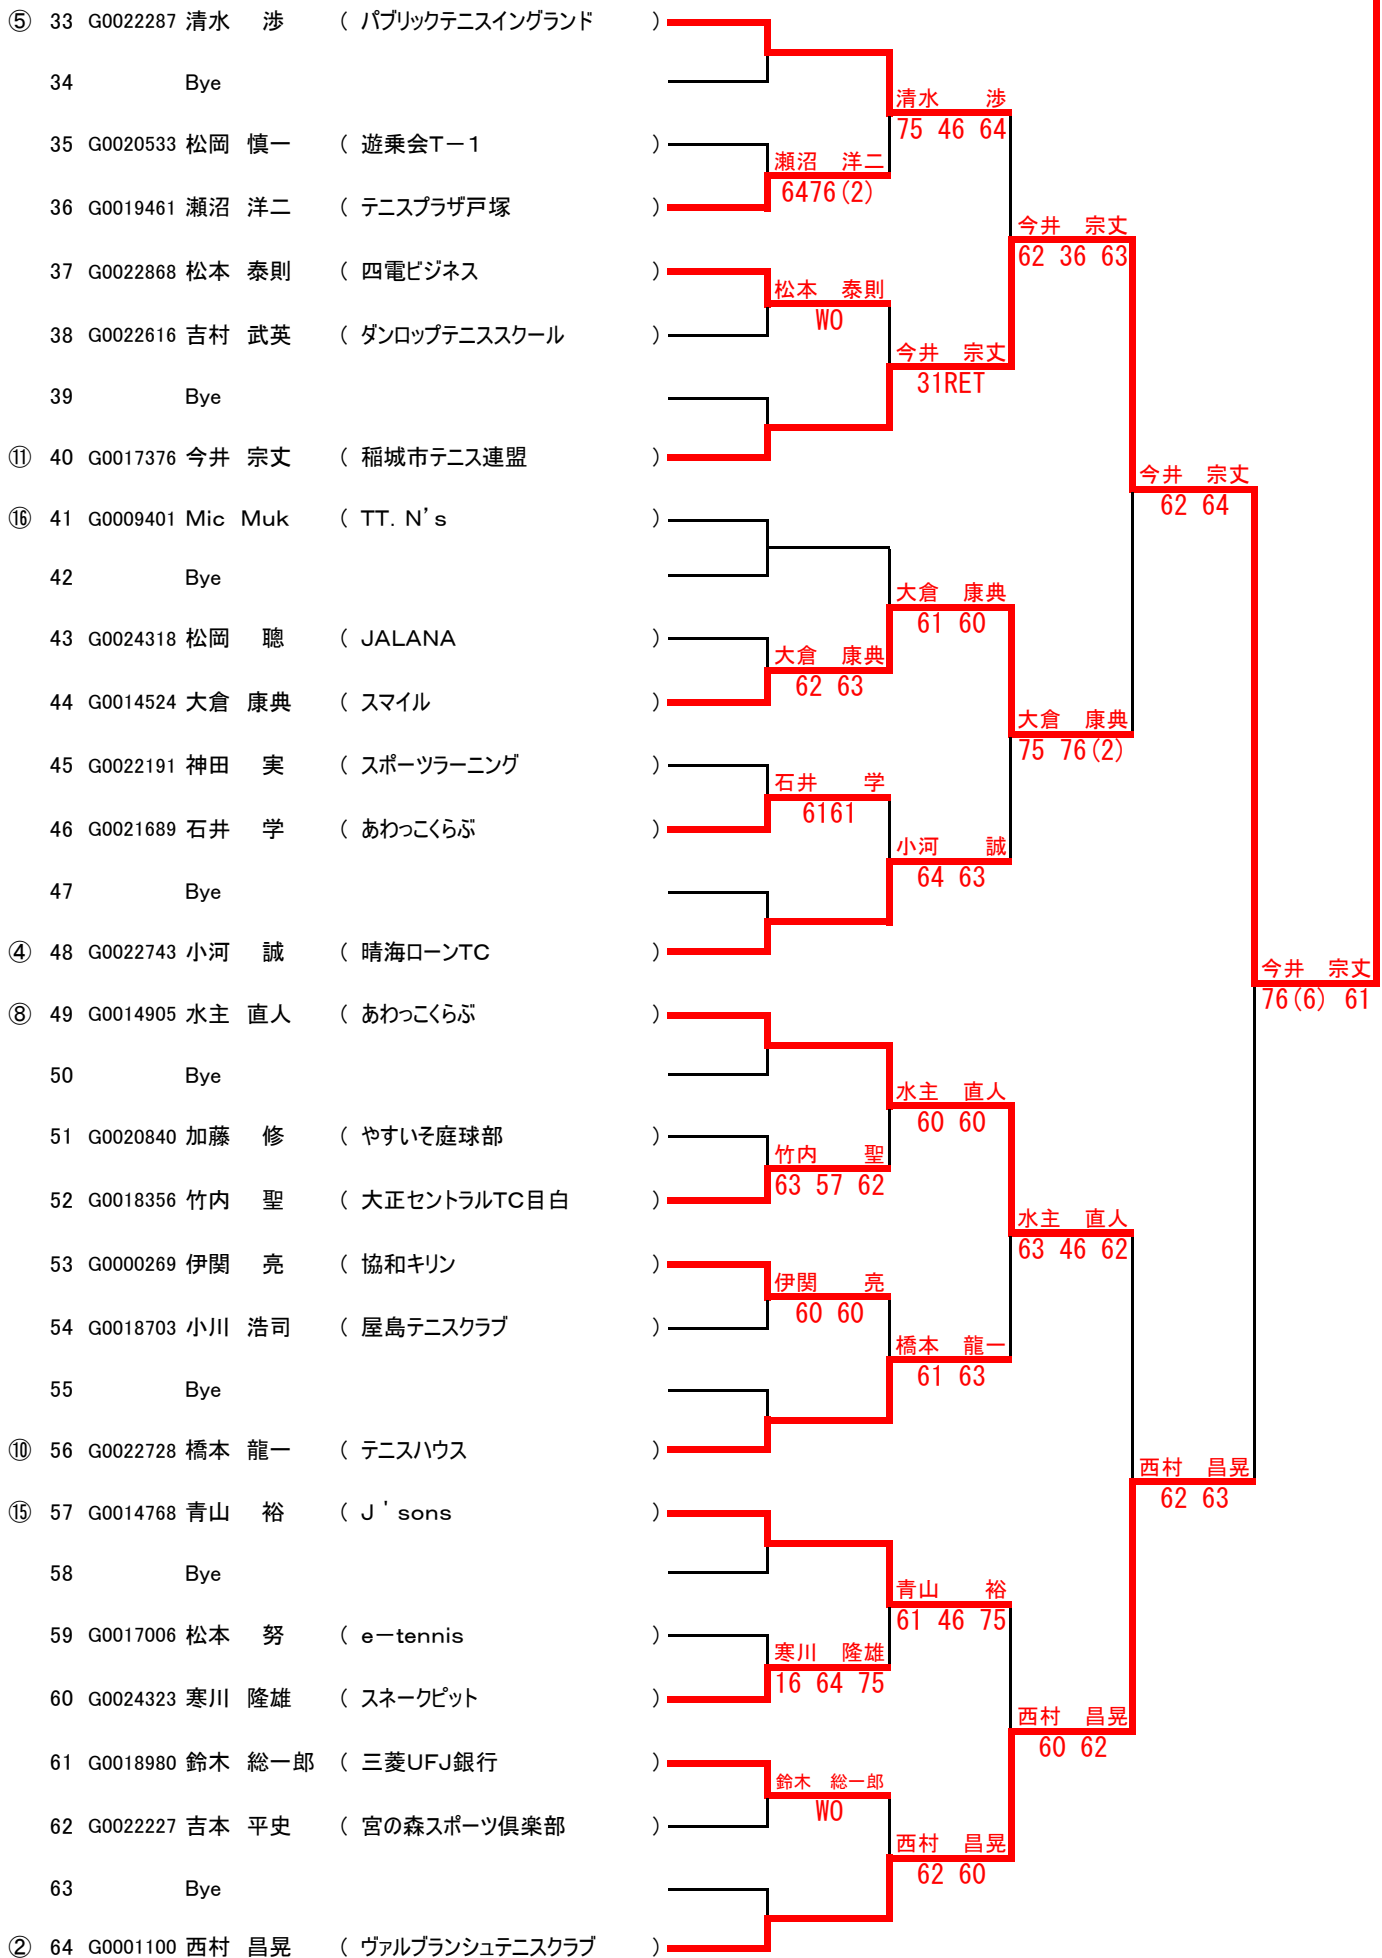 ⑤ 33 G0022287 清水 渉 ( パブリックテニスイングランド )
34 Bye
清水 渉
75 46 64
35 G0020533 松岡 慎一 ( 遊乗会T－1 )
瀬沼 洋二
6476(2)
36 G0019461 瀬沼 洋二 ( テニスプラザ戸塚 )
今井 宗丈
62 36 63
37 G0022868 松本 泰則 ( 四電ビジネス )
松本 泰則
WO
38 G0022616 吉村 武英 ( ダンロップテニススクール )
今井 宗丈
31RET
39 Bye
⑪ 40 G0017376 今井 宗丈 ( 稲城市テニス連盟 )
今井 宗丈
62 64
⑯ 41 G0009401 Mic Muk ( TT. N's )
42 Bye
大倉 康典
61 60
43 G0024318 松岡 聰 ( JALANA )
大倉 康典
62 63
44 G0014524 大倉 康典 ( スマイル )
大倉 康典
75 76(2)
45 G0022191 神田 実 ( スポーツラーニング )
石井 学
6161
46 G0021689 石井 学 ( あわっこくらぶ )
小河 誠
64 63
47 Bye
④ 48 G0022743 小河 誠 ( 晴海ローンTC )
今井 宗丈
76(6) 61
⑧ 49 G0014905 水主 直人 ( あわっこくらぶ )
50 Bye
水主 直人
60 60
51 G0020840 加藤 修 ( やすいそ庭球部 )
竹内 聖
63 57 62
52 G0018356 竹内 聖 ( 大正セントラルTC目白 )
水主 直人
63 46 62
53 G0000269 伊関 亮 ( 協和キリン )
伊関 亮
60 60
54 G0018703 小川 浩司 ( 屋島テニスクラブ )
橋本 龍一
61 63
55 Bye
⑩ 56 G0022728 橋本 龍一 ( テニスハウス )
西村 昌晃
62 63
⑮ 57 G0014768 青山 裕 ( J'sons )
58 Bye
青山 裕
61 46 75
59 G0017006 松本 努 ( e－tennis )
寒川 隆雄
16 64 75
60 G0024323 寒川 隆雄 ( スネークピット )
西村 昌晃
60 62
61 G0018980 鈴木 総一郎 ( 三菱UFJ銀行 )
鈴木 総一郎
WO
62 G0022227 吉本 平史 ( 宮の森スポーツ倶楽部 )
西村 昌晃
62 60
63 Bye
② 64 G0001100 西村 昌晃 ( ヴァルブランシュテニスクラブ )